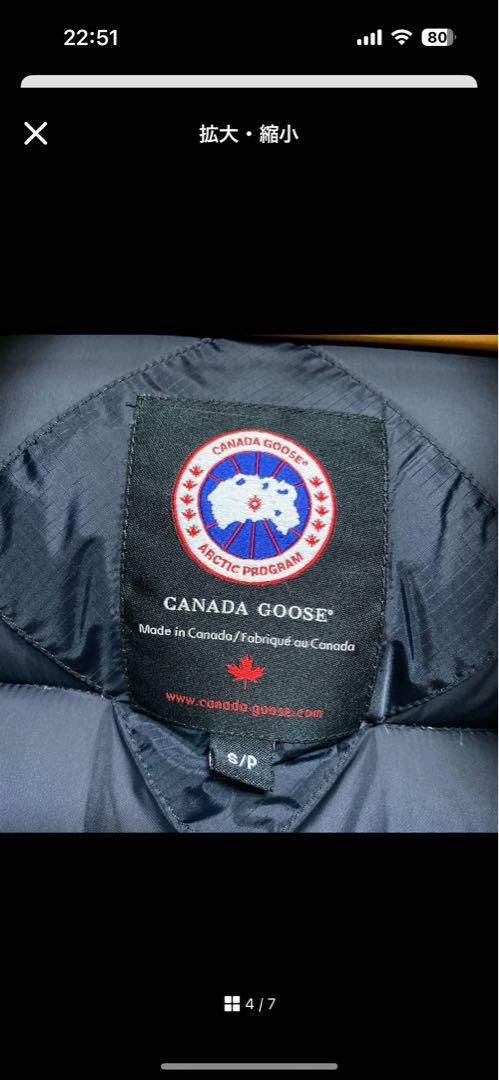 22:51
80
拡大・縮小
CANADA GOOSE®
ARCTIC PROGRAM
CANADA GOOSE®
Made in Canada/Fabriqué au Canada
www.canada-goose.com
S/P
4 / 7